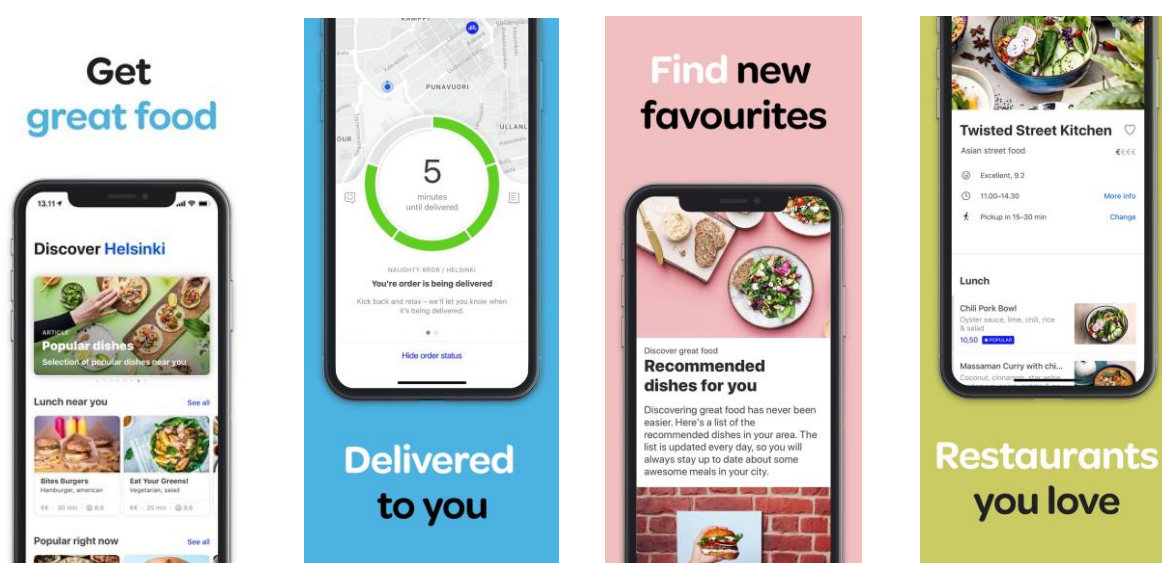 Get
great food
13.11
Discover Helsinki
ARTICLE
Popular dishes
Selection of popular dishes near you
Lunch near you
See all
Bites Burgers
Hamburger, american
€€ · 30 min · 8.6
Eat Your Greens!
Vegetarian, salad
€€ · 25 min · 8.8
Popular right now
See all
PUNAVUORI
ULLANL
OUR
5
minutes
until delivered
NAUGHTY BRGR / HELSINKI
You're order is being delivered
Kick back and relax – we'll let you know when
it's being delivered.
Hide order status
Delivered
to you
Find new
favourites
Discover great food
Recommended
dishes for you
Discovering great food has never been
easier. Here's a list of the
recommended dishes in your area. The
list is updated every day, so you will
always stay up to date about some
awesome meals in your city.
Twisted Street Kitchen
Asian street food
€€€€
Excellent, 9.2
11.00–14.30
More info
Pickup in 15–30 min
Change
Lunch
Chili Pork Bowl
Oyster sauce, lime, chili, rice
& salad
10,50 POPULAR
Massaman Curry with chi...
Coconut, cinnamon, star anise,
Restaurants
you love